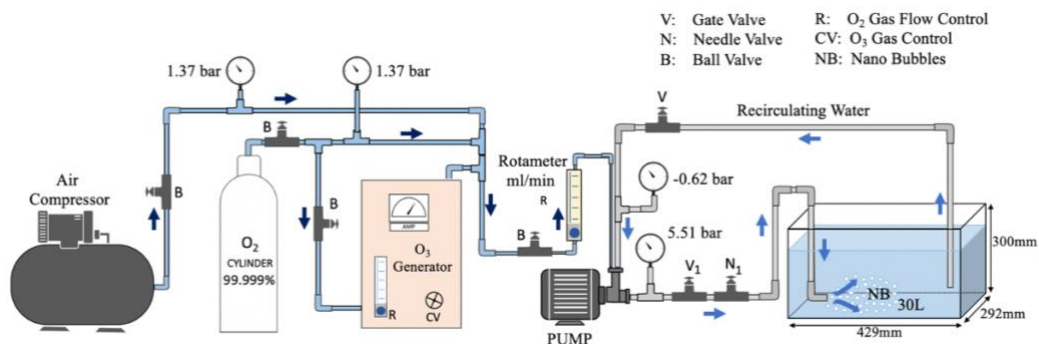 V: Gate Valve
N: Needle Valve
B: Ball Valve
R: O₂ Gas Flow Control
CV: O₃ Gas Control
NB: Nano Bubbles
1.37 bar
1.37 bar
V
Recirculating Water
B
Rotameter
ml/min
R
-0.62 bar
Air
Compressor
B
B
AMP
O₂
CYLINDER
99.999%
O₃
Generator
R
CV
B
5.51 bar
V₁
N₁
NB
30L
300mm
292mm
429mm
PUMP